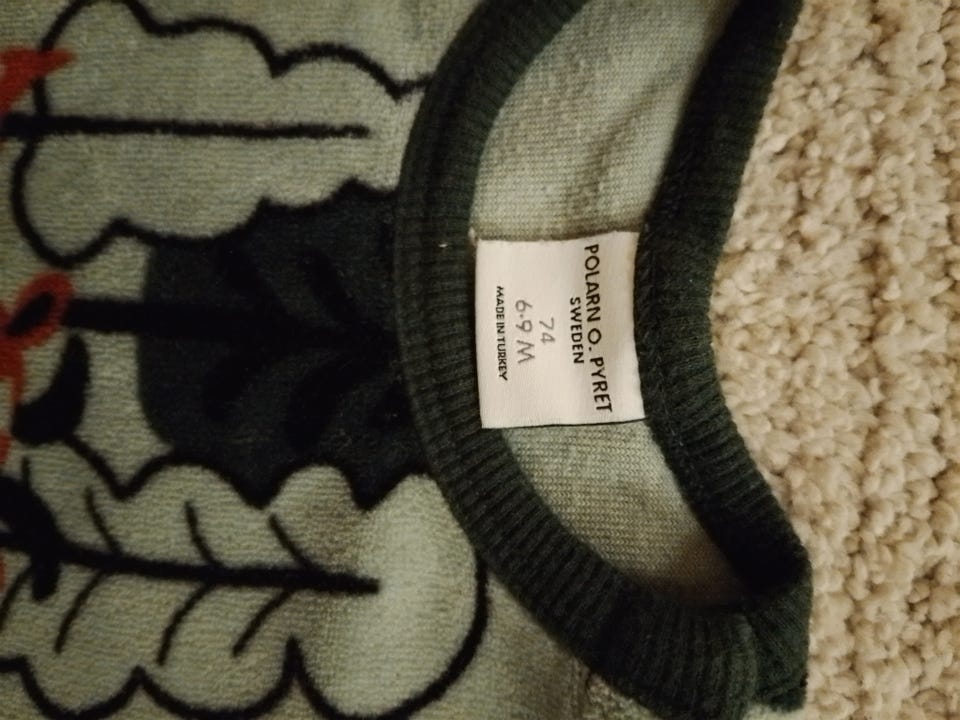 POLARN O. PYRET
SWEDEN
74
6-9 M
MADE IN TURKEY